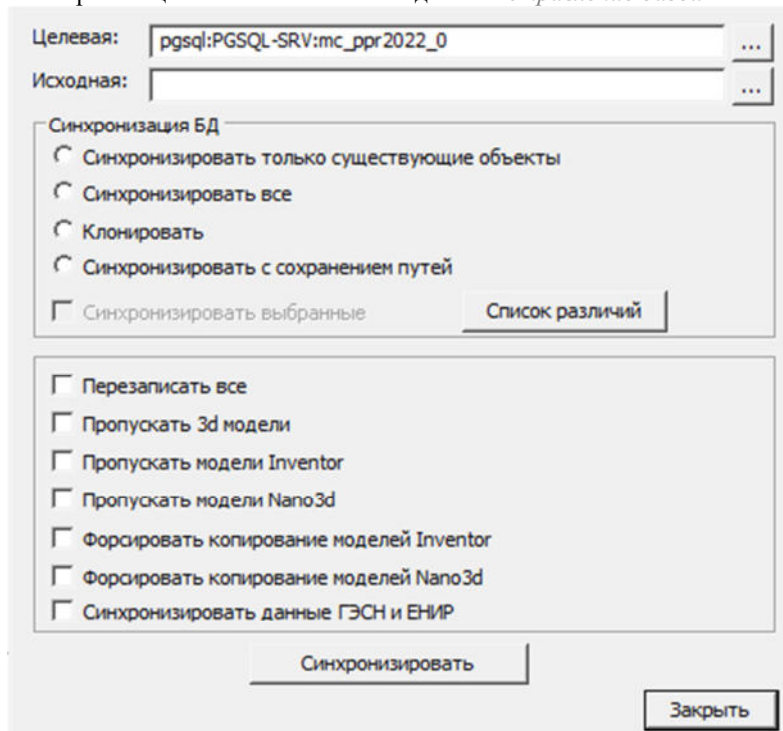 Целевая: pgsql:PGSQL-SRV:mc_ppr2022_0 ...
Исходная: ...
Синхронизация БД
Синхронизировать только существующие объекты
Синхронизировать все
Клонировать
Синхронизировать с сохранением путей
Синхронизировать выбранные Список различий
Перезаписать все
Пропускать 3d модели
Пропускать модели Inventor
Пропускать модели Nano3d
Форсировать копирование моделей Inventor
Форсировать копирование моделей Nano3d
Синхронизировать данные ГЭСН и ЕНИР
Синхронизировать
Закрыть